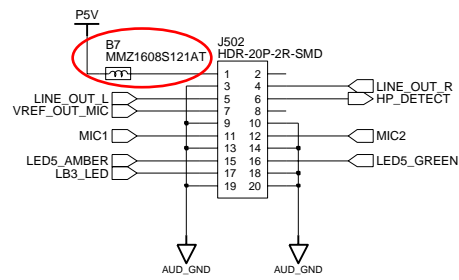 P5V
B7
MMZ1608S121AT
J502
HDR-20P-2R-SMD
1 2
3 4 LINE_OUT_R
LINE_OUT_L 5 6 HP_DETECT
VREF_OUT_MIC 7 8
9 10
MIC1 11 12 MIC2
13 14
LED5_AMBER 15 16 LED5_GREEN
LB3_LED 17 18
19 20
AUD_GND AUD_GND